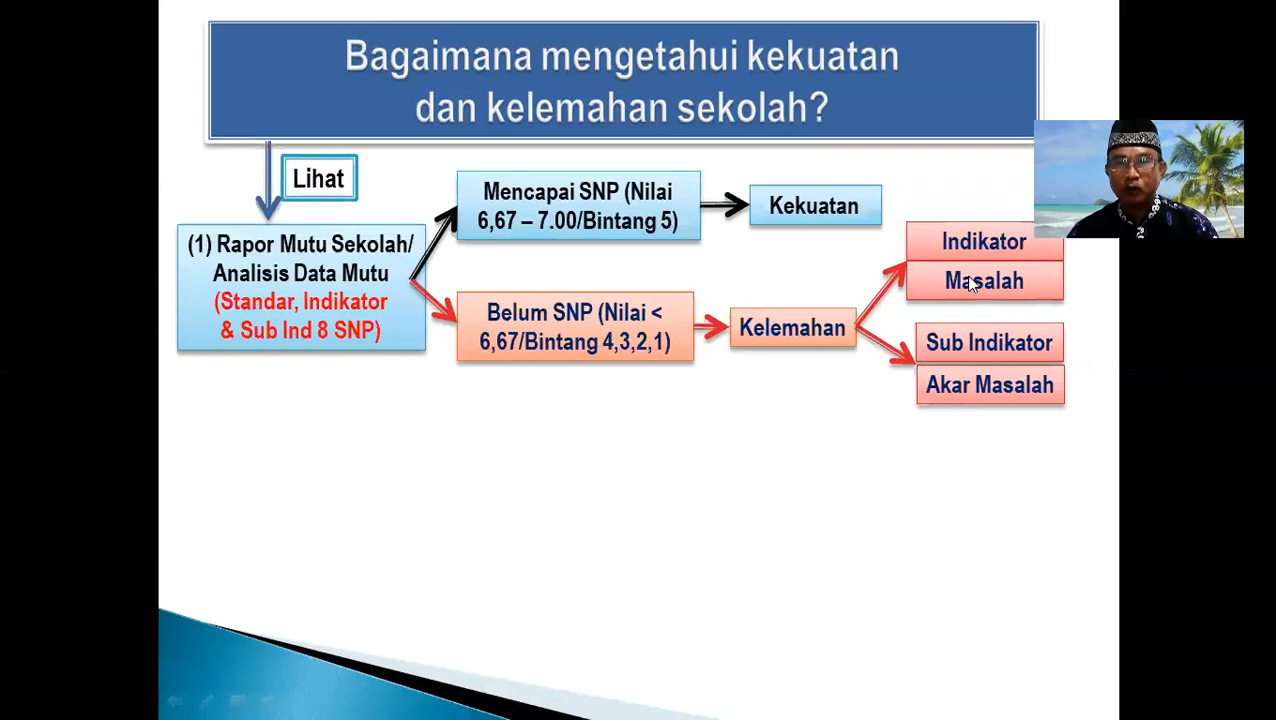 Bagaimana mengetahui kekuatan
dan kelemahan sekolah?
Lihat
(1) Rapor Mutu Sekolah/
Analisis Data Mutu
(Standar, Indikator
& Sub Ind 8 SNP)
Mencapai SNP (Nilai
6,67 – 7.00/Bintang 5)
Kekuatan
Belum SNP (Nilai <
6,67/Bintang 4,3,2,1)
Kelemahan
Indikator
Masalah
Sub Indikator
Akar Masalah